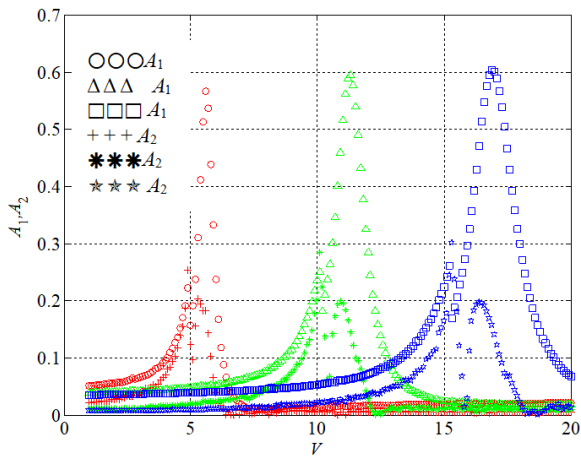 0.7
0.6
0.5
0.4
0.3
0.2
0.1
0
A₁,A₂
○○○A₁
△△△ A₁
□□□A₁
+++A₂
✱✱✱A₂
☆☆☆ A₂
0 5 10 15 20
V